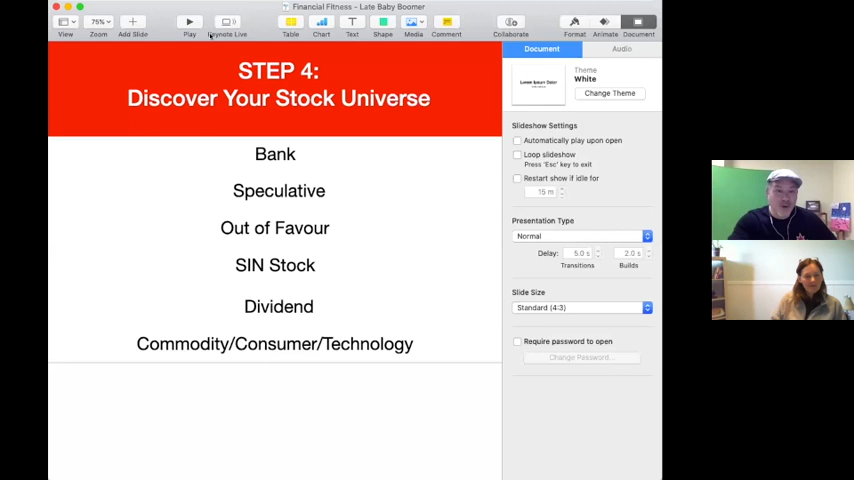 Financial Fitness - Late Baby Boomer
75%
View
Zoom
Add Slide
Play
Keynote Live
Table
Chart
Text
Shape
Media
Comment
Collaborate
Format
Animate
Document
STEP 4:
Discover Your Stock Universe
Bank
Speculative
Out of Favour
SIN Stock
Dividend
Commodity/Consumer/Technology
Document
Audio
Lorem Ipsum Dolor
Theme
White
Change Theme
Slideshow Settings
Automatically play upon open
Loop slideshow
Press 'Esc' key to exit
Restart show if idle for
15 m
Presentation Type
Normal
Delay:
5.0 s
2.0 s
Transitions
Builds
Slide Size
Standard (4:3)
Require password to open
Change Password...